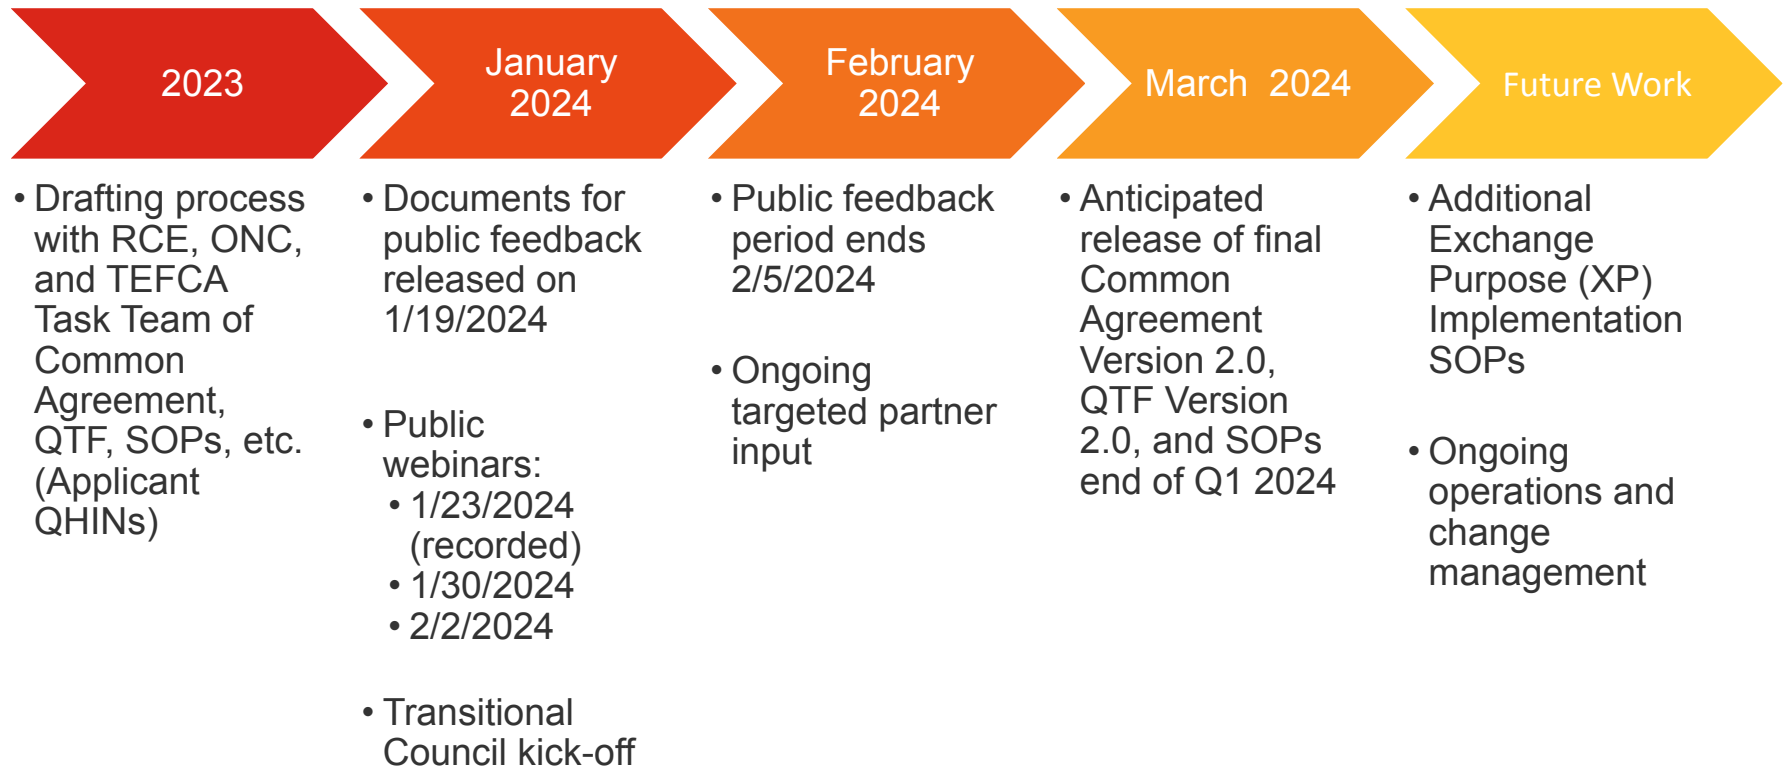 2023
• Drafting process
with RCE, ONC,
and TEFCA
Task Team of
Common
Agreement,
QTF, SOPs, etc.
(Applicant
QHINs)
January
2024
• Documents for
public feedback
released on
1/19/2024
• Public
webinars:
• 1/23/2024
(recorded)
• 1/30/2024
• 2/2/2024
• Transitional
Council kick-off
February
2024
• Public feedback
period ends
2/5/2024
• Ongoing
targeted partner
input
March 2024
• Anticipated
release of final
Common
Agreement
Version 2.0,
QTF Version
2.0, and SOPs
end of Q1 2024
Future Work
• Additional
Exchange
Purpose (XP)
Implementation
SOPs
• Ongoing
operations and
change
management